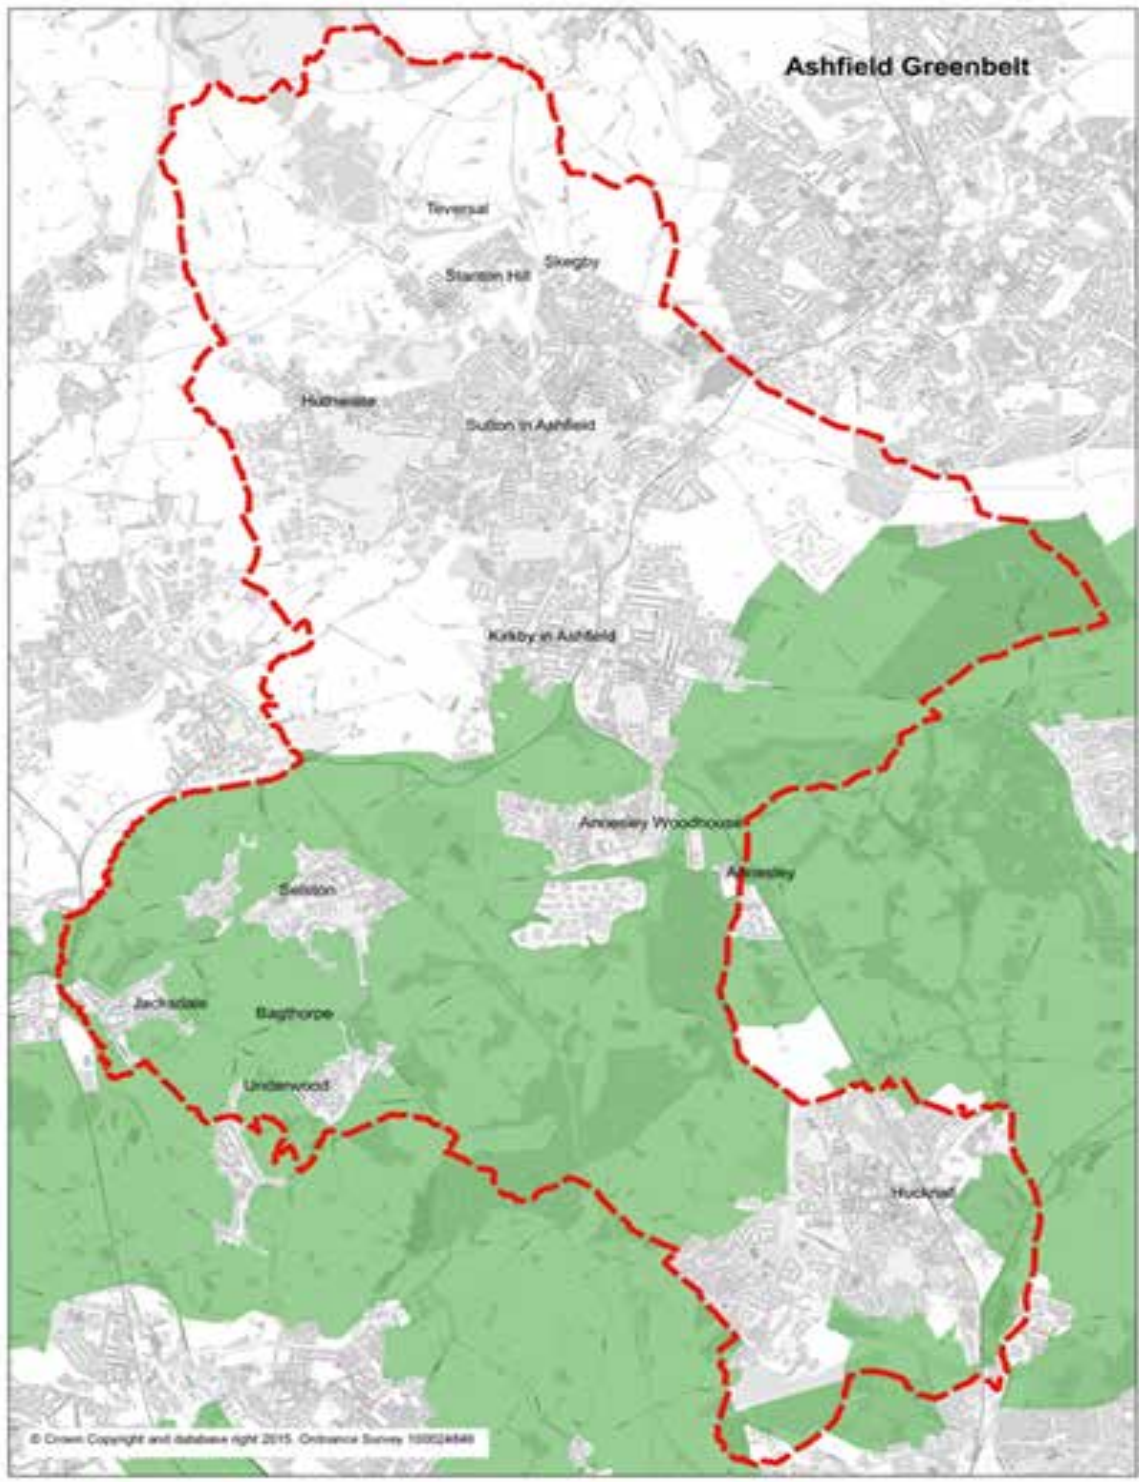 Ashfield Greenbelt
Teversal
Skegby
Stanton Hill
Huthwaite
Sutton in Ashfield
Kirkby in Ashfield
Annesley Woodhouse
Annesley
Selston
Jacksdale
Bagthorpe
Underwood
Hucknall
© Crown Copyright and database right 2015. Ordnance Survey 100024849